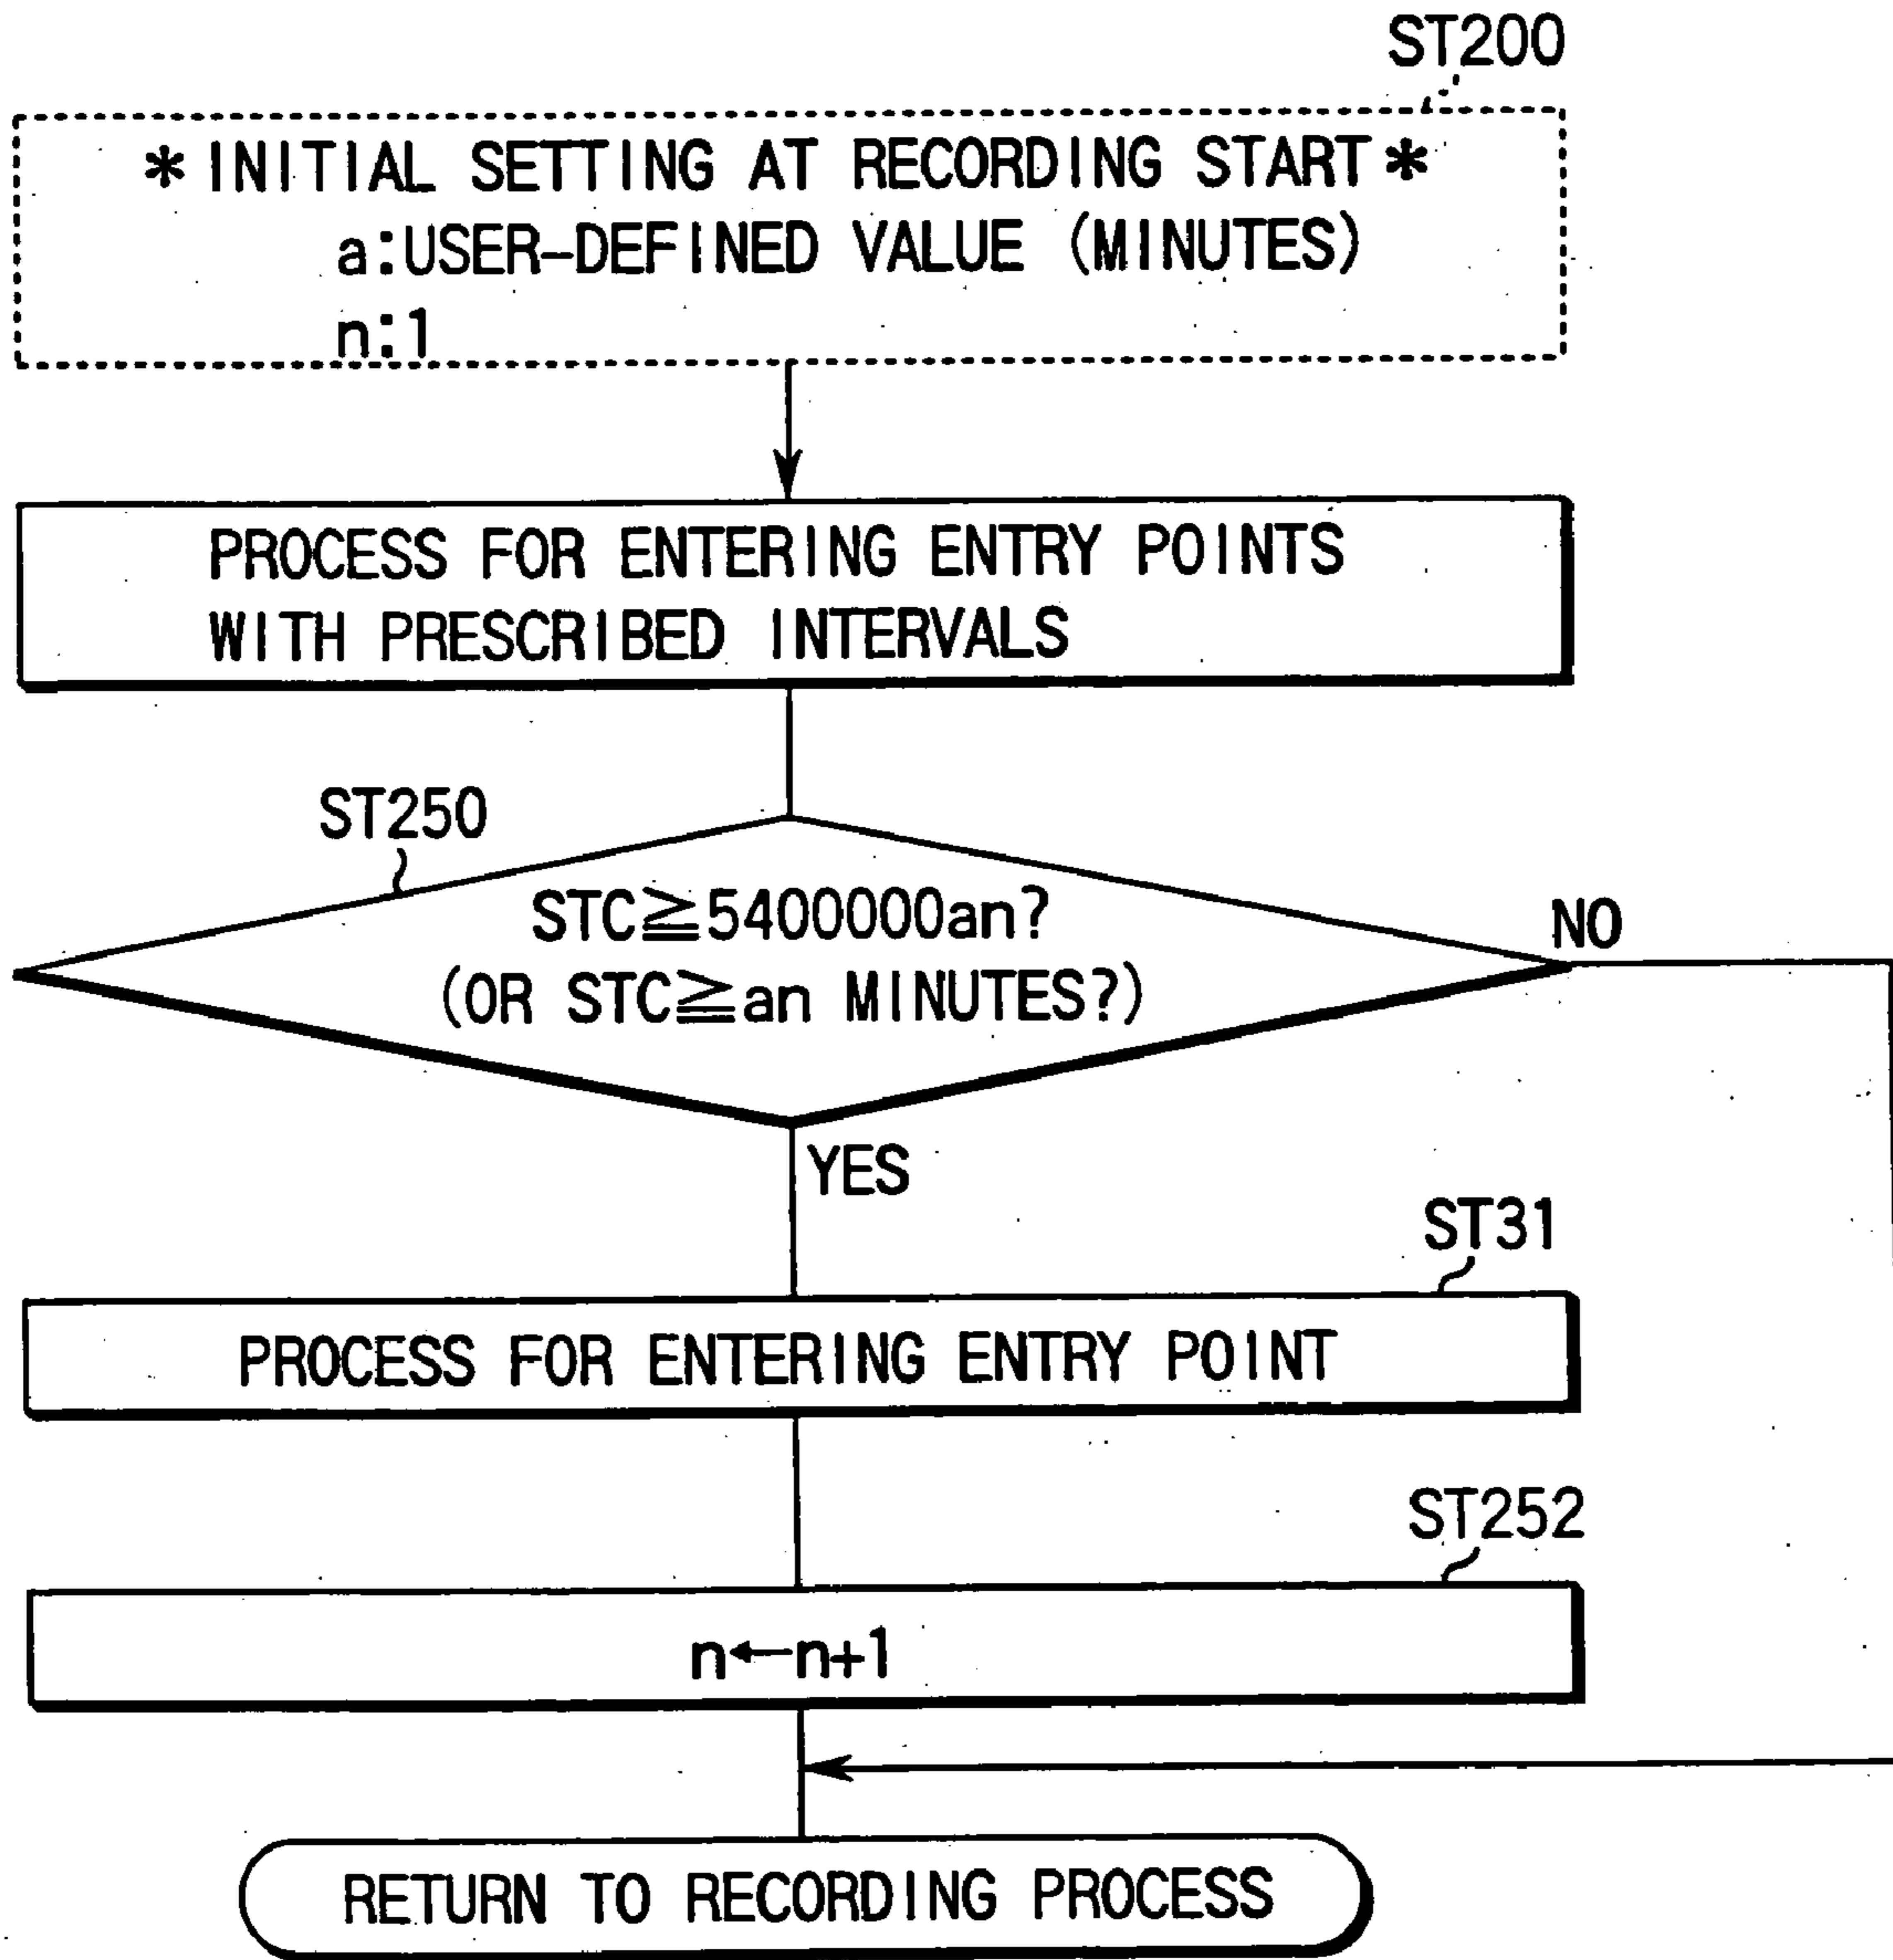 ST200
* INITIAL SETTING AT RECORDING START *
a:USER-DEFINED VALUE (MINUTES)
n:1
PROCESS FOR ENTERING ENTRY POINTS
WITH PRESCRIBED INTERVALS
ST250
STC≧5400000an?
(OR STC≧an MINUTES?)
NO
YES
ST31
PROCESS FOR ENTERING ENTRY POINT
ST252
n←n+1
RETURN TO RECORDING PROCESS